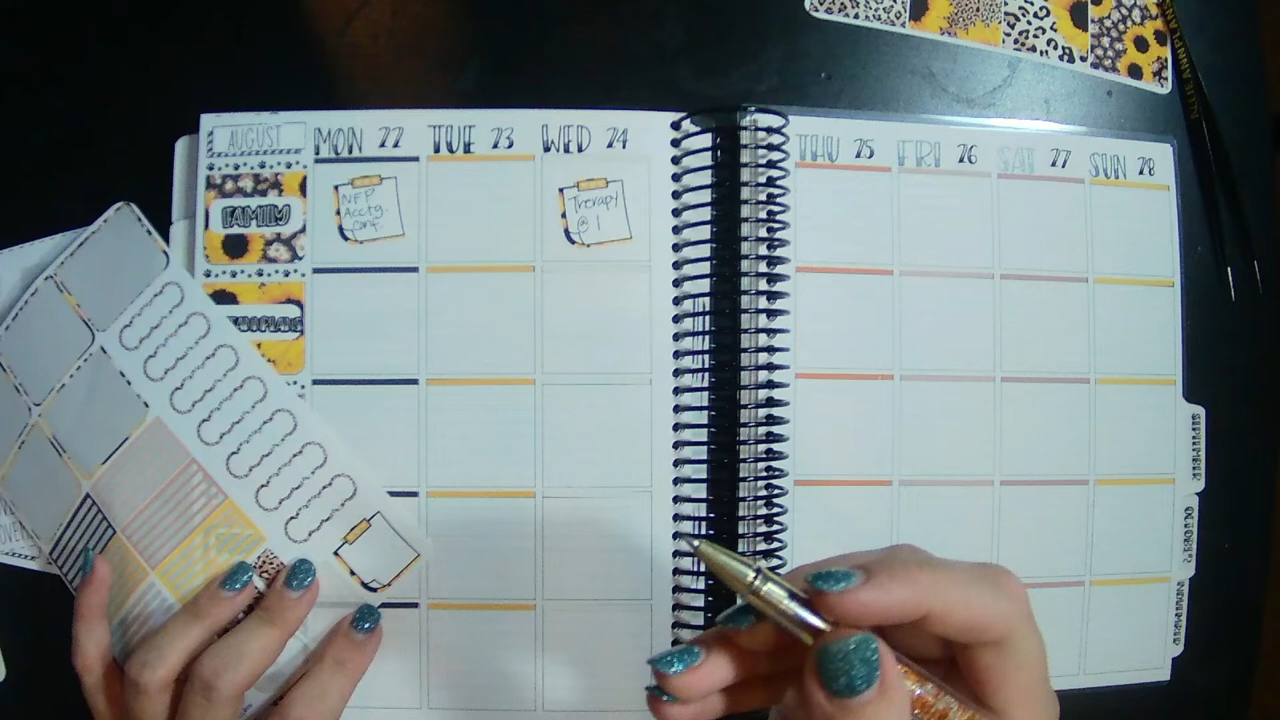 AUGUST
MON 22
TUE 23
WED 24
THU 25
FRI 26
SAT 27
SUN 28
FAMILY
NFP
Acctg.
Conf.
Therapy
@ 1
SEPTEMBER
OCTOBER
NOVEMBER